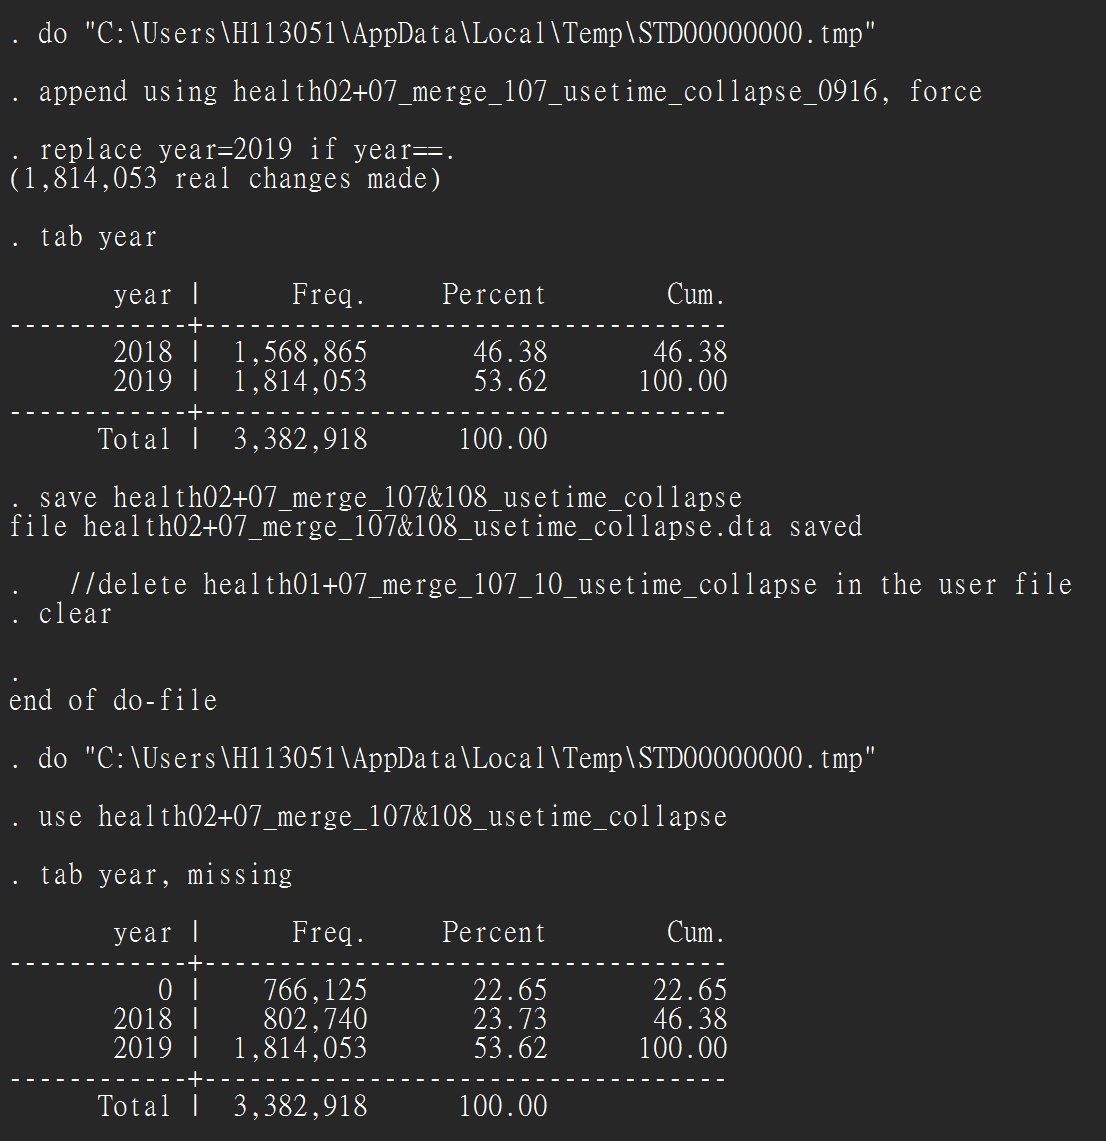 . do "C:\Users\H113051\AppData\Local\Temp\STD00000000.tmp"
. append using health02+07_merge_107_usetime_collapse_0916, force
. replace year=2019 if year==.
(1,814,053 real changes made)
. tab year
year | Freq. Percent Cum.
------------+-----------------------------------
2018 | 1,568,865 46.38 46.38
2019 | 1,814,053 53.62 100.00
------------+-----------------------------------
Total | 3,382,918 100.00
. save health02+07_merge_107&108_usetime_collapse
file health02+07_merge_107&108_usetime_collapse.dta saved
. //delete health01+07_merge_107_10_usetime_collapse in the user file
. clear
.
end of do-file
. do "C:\Users\H113051\AppData\Local\Temp\STD00000000.tmp"
. use health02+07_merge_107&108_usetime_collapse
. tab year, missing
year | Freq. Percent Cum.
------------+-----------------------------------
0 | 766,125 22.65 22.65
2018 | 802,740 23.73 46.38
2019 | 1,814,053 53.62 100.00
------------+-----------------------------------
Total | 3,382,918 100.00